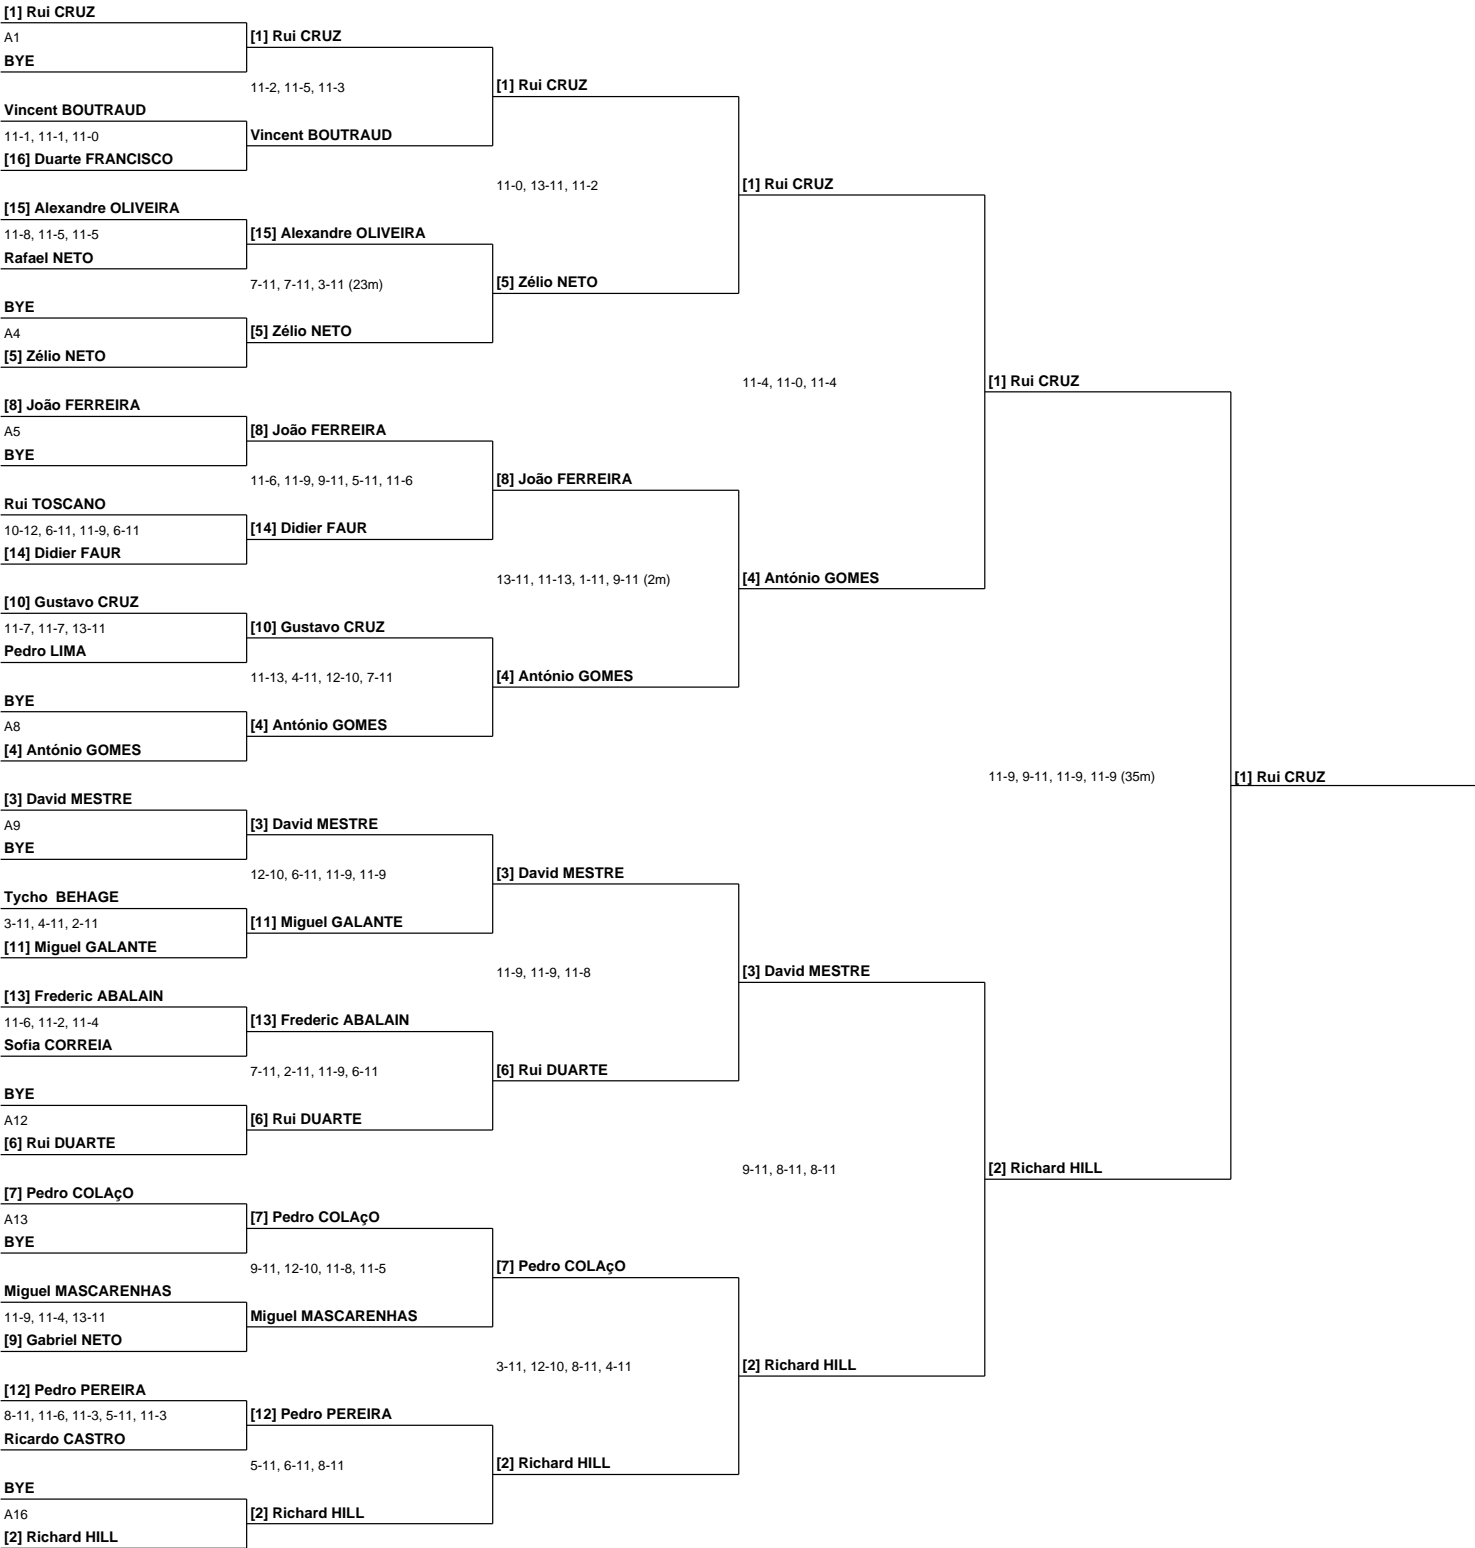 [1] Rui CRUZ
A1
BYE
Vincent BOUTRAUD
11-1, 11-1, 11-0
[16] Duarte FRANCISCO
[15] Alexandre OLIVEIRA
11-8, 11-5, 11-5
Rafael NETO
BYE
A4
[5] Zélio NETO
[8] João FERREIRA
A5
BYE
Rui TOSCANO
10-12, 6-11, 11-9, 6-11
[14] Didier FAUR
[10] Gustavo CRUZ
11-7, 11-7, 13-11
Pedro LIMA
BYE
A8
[4] António GOMES
[3] David MESTRE
A9
BYE
Tycho  BEHAGE
3-11, 4-11, 2-11
[11] Miguel GALANTE
[13] Frederic ABALAIN
11-6, 11-2, 11-4
Sofia CORREIA
BYE
A12
[6] Rui DUARTE
[7] Pedro COLAçO
A13
BYE
Miguel MASCARENHAS
11-9, 11-4, 13-11
[9] Gabriel NETO
[12] Pedro PEREIRA
8-11, 11-6, 11-3, 5-11, 11-3
Ricardo CASTRO
BYE
A16
[2] Richard HILL
[1] Rui CRUZ
11-2, 11-5, 11-3
Vincent BOUTRAUD
[15] Alexandre OLIVEIRA
7-11, 7-11, 3-11 (23m)
[5] Zélio NETO
[8] João FERREIRA
11-6, 11-9, 9-11, 5-11, 11-6
[14] Didier FAUR
[10] Gustavo CRUZ
11-13, 4-11, 12-10, 7-11
[4] António GOMES
[3] David MESTRE
12-10, 6-11, 11-9, 11-9
[11] Miguel GALANTE
[13] Frederic ABALAIN
7-11, 2-11, 11-9, 6-11
[6] Rui DUARTE
[7] Pedro COLAçO
9-11, 12-10, 11-8, 11-5
Miguel MASCARENHAS
[12] Pedro PEREIRA
5-11, 6-11, 8-11
[2] Richard HILL
[1] Rui CRUZ
11-0, 13-11, 11-2
[5] Zélio NETO
[8] João FERREIRA
13-11, 11-13, 1-11, 9-11 (2m)
[4] António GOMES
[3] David MESTRE
11-9, 11-9, 11-8
[6] Rui DUARTE
[7] Pedro COLAçO
3-11, 12-10, 8-11, 4-11
[2] Richard HILL
[1] Rui CRUZ
11-4, 11-0, 11-4
[4] António GOMES
[3] David MESTRE
9-11, 8-11, 8-11
[2] Richard HILL
[1] Rui CRUZ
11-9, 9-11, 11-9, 11-9 (35m)
[2] Richard HILL
[1] Rui CRUZ